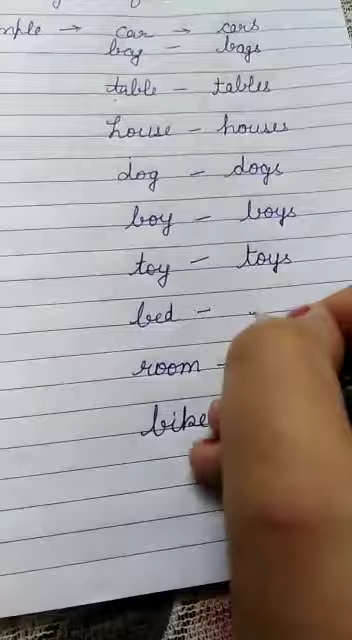 car → cars
bag - bags
table - tables
house - houses
dog - dogs
boy - boys
toy - toys
bed -
room -
bike